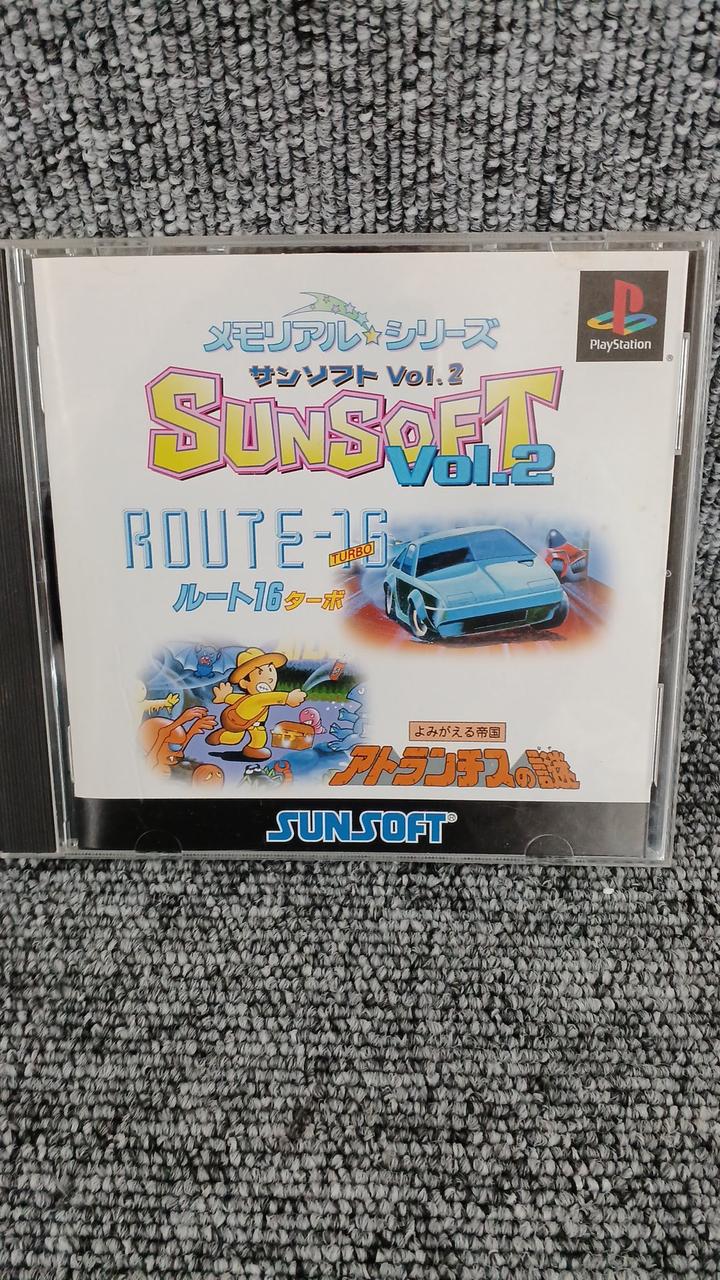 メモリアル☆シリーズ
PlayStation
サンソフト Vol.2
SUNSOFT
Vol.2
ROUTE-16
TURBO
ルート16ターボ
よみがえる帝国
アトランチスの謎
SUNSOFT®